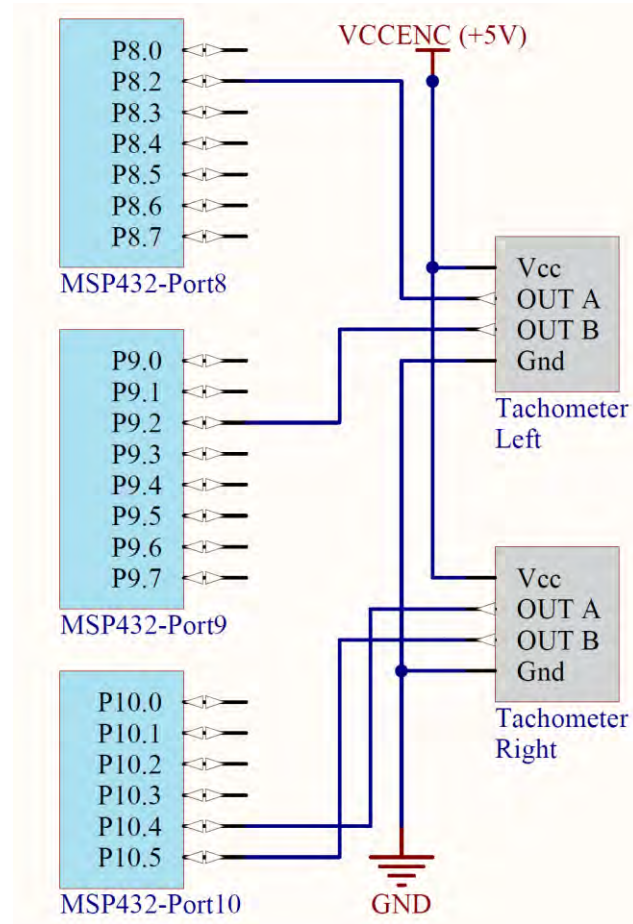 VCCENC (+5V)
P8.0
P8.2
P8.3
P8.4
P8.5
P8.6
P8.7
MSP432-Port8
Vcc
OUT A
OUT B
Gnd
Tachometer
Left
P9.0
P9.1
P9.2
P9.3
P9.4
P9.5
P9.6
P9.7
MSP432-Port9
Vcc
OUT A
OUT B
Gnd
Tachometer
Right
P10.0
P10.1
P10.2
P10.3
P10.4
P10.5
MSP432-Port10
GND